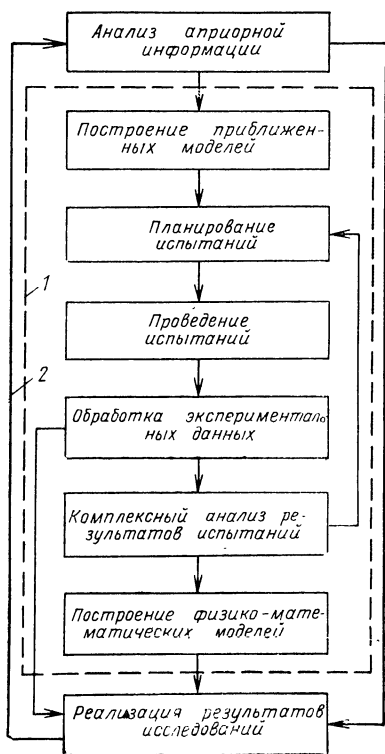 Анализ априорной
информации
Построение приближен-
ных моделей
Планирование
испытаний
1
Проведение
испытаний
2
Обработка эксперименталь-
ных данных
Комплексный анализ ре-
зультатов испытаний
Построение физико-мате-
матических моделей
Реализация результатов
исследований